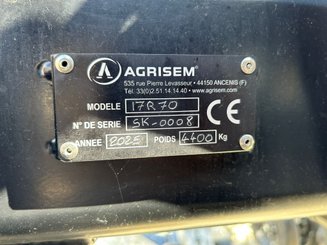 AGRISEM®
535 rue Pierre Levasseur • 44150 ANCENIS (F)
Tél. 33(0)2.51.14.14.40 • www.agrisem.com
MODELE 17R70
N° DE SERIE SK-0008 CE
ANNEE 2025 POIDS 4400 Kg